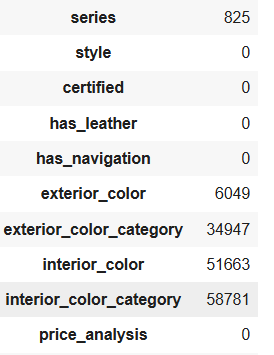 series 825
style 0
certified 0
has_leather 0
has_navigation 0
exterior_color 6049
exterior_color_category 34947
interior_color 51663
interior_color_category 58781
price_analysis 0